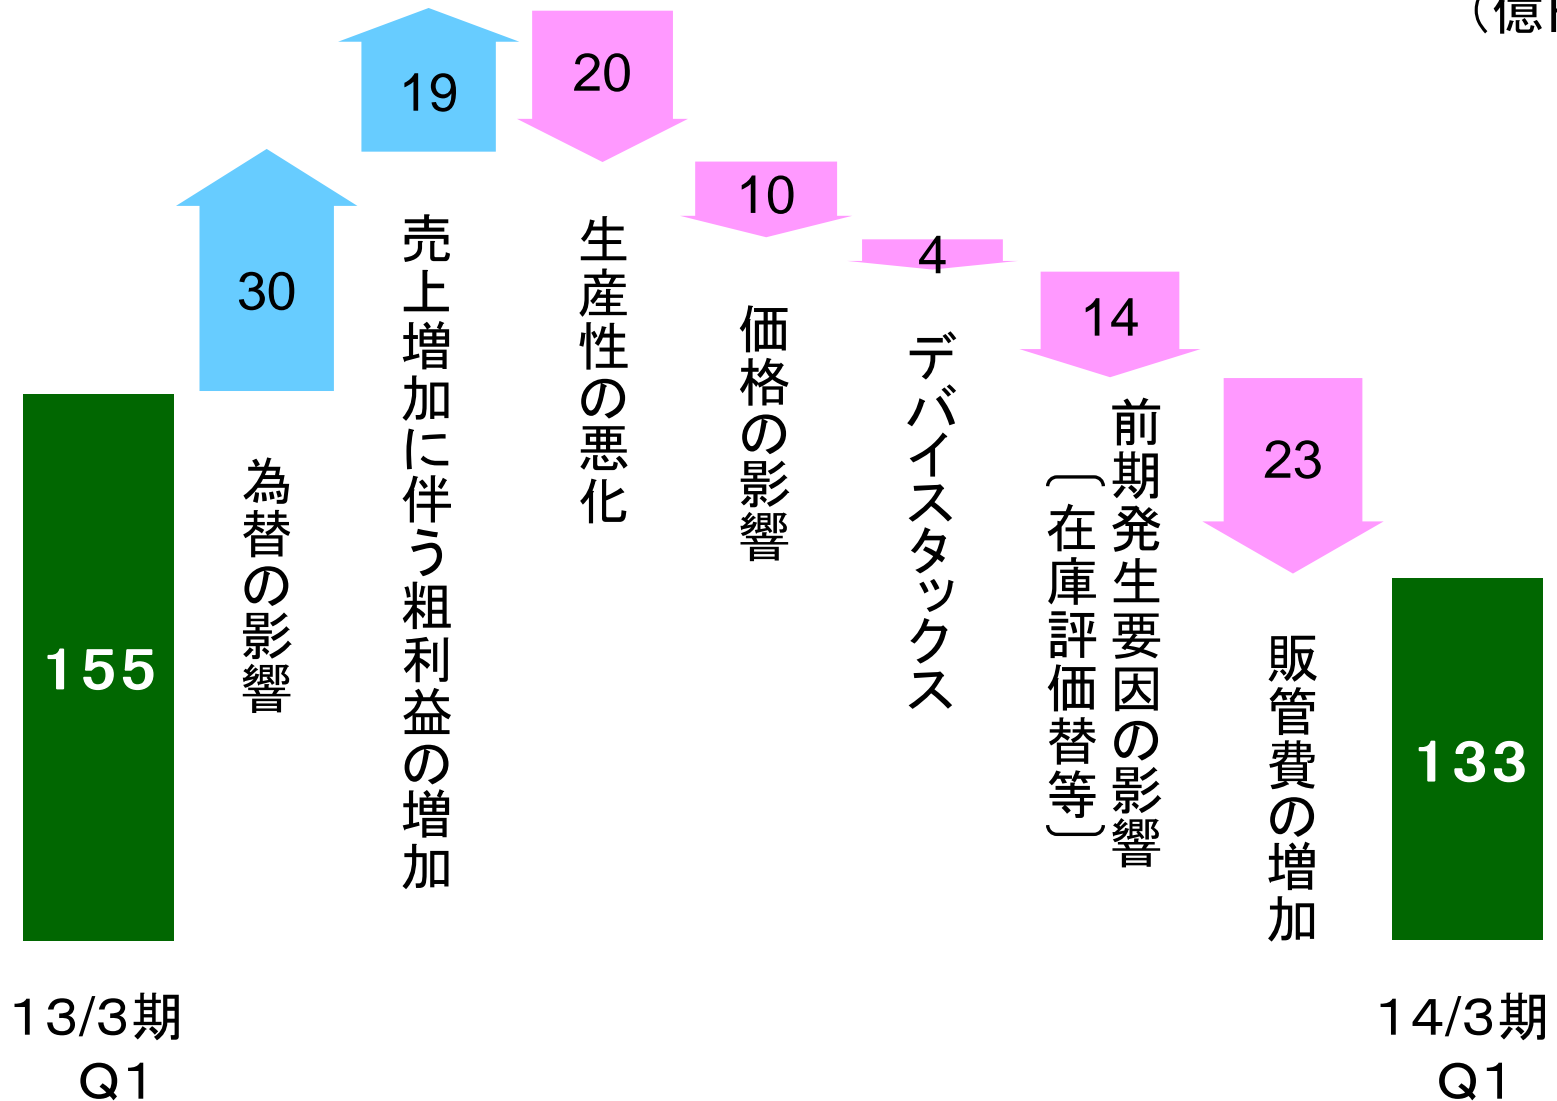 （億
19
20
10
4
30
14
23
売上増加に伴う粗利益の増加
生産性の悪化
価格の影響
デバイスタックス
前期発生要因の影響
〔在庫評価替等〕
為替の影響
販管費の増加
155
133
13/3期
Q1
14/3期
Q1